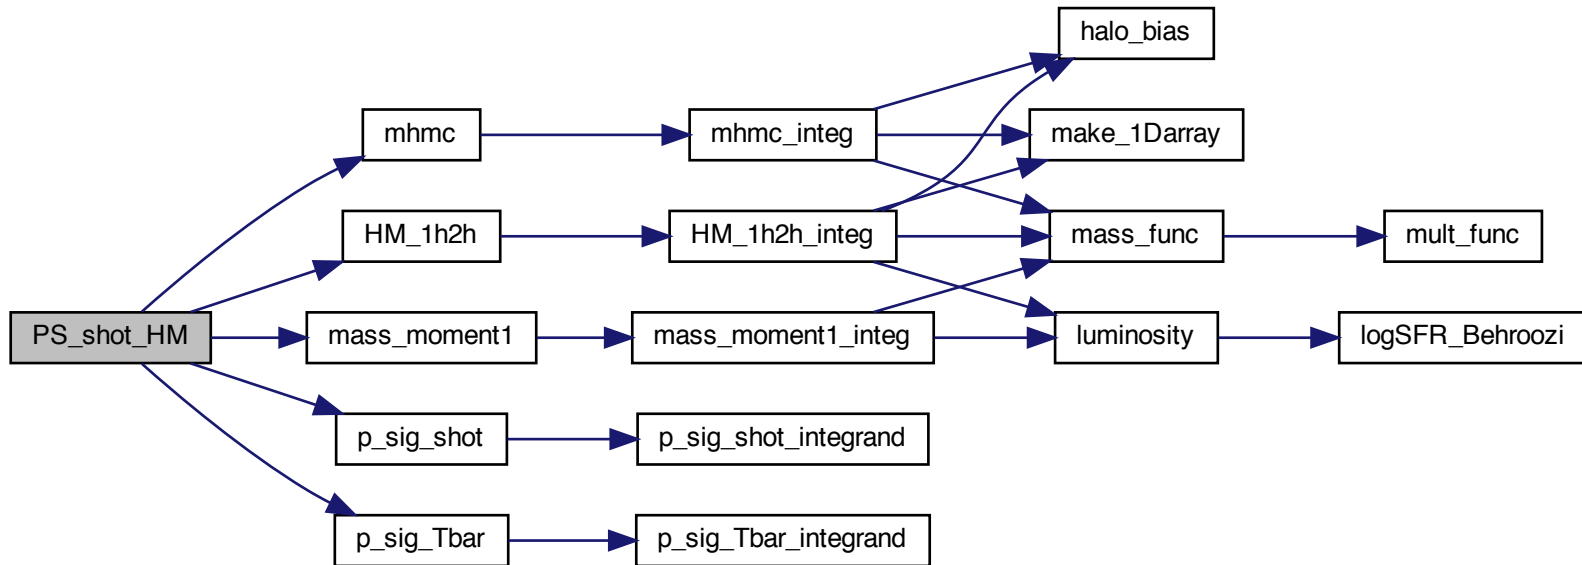 halo_bias
mhmc
mhmc_integ
make_1Darray
HM_1h2h
HM_1h2h_integ
mass_func
mult_func
PS_shot_HM
mass_moment1
mass_moment1_integ
luminosity
logSFR_Behroozi
p_sig_shot
p_sig_shot_integrand
p_sig_Tbar
p_sig_Tbar_integrand